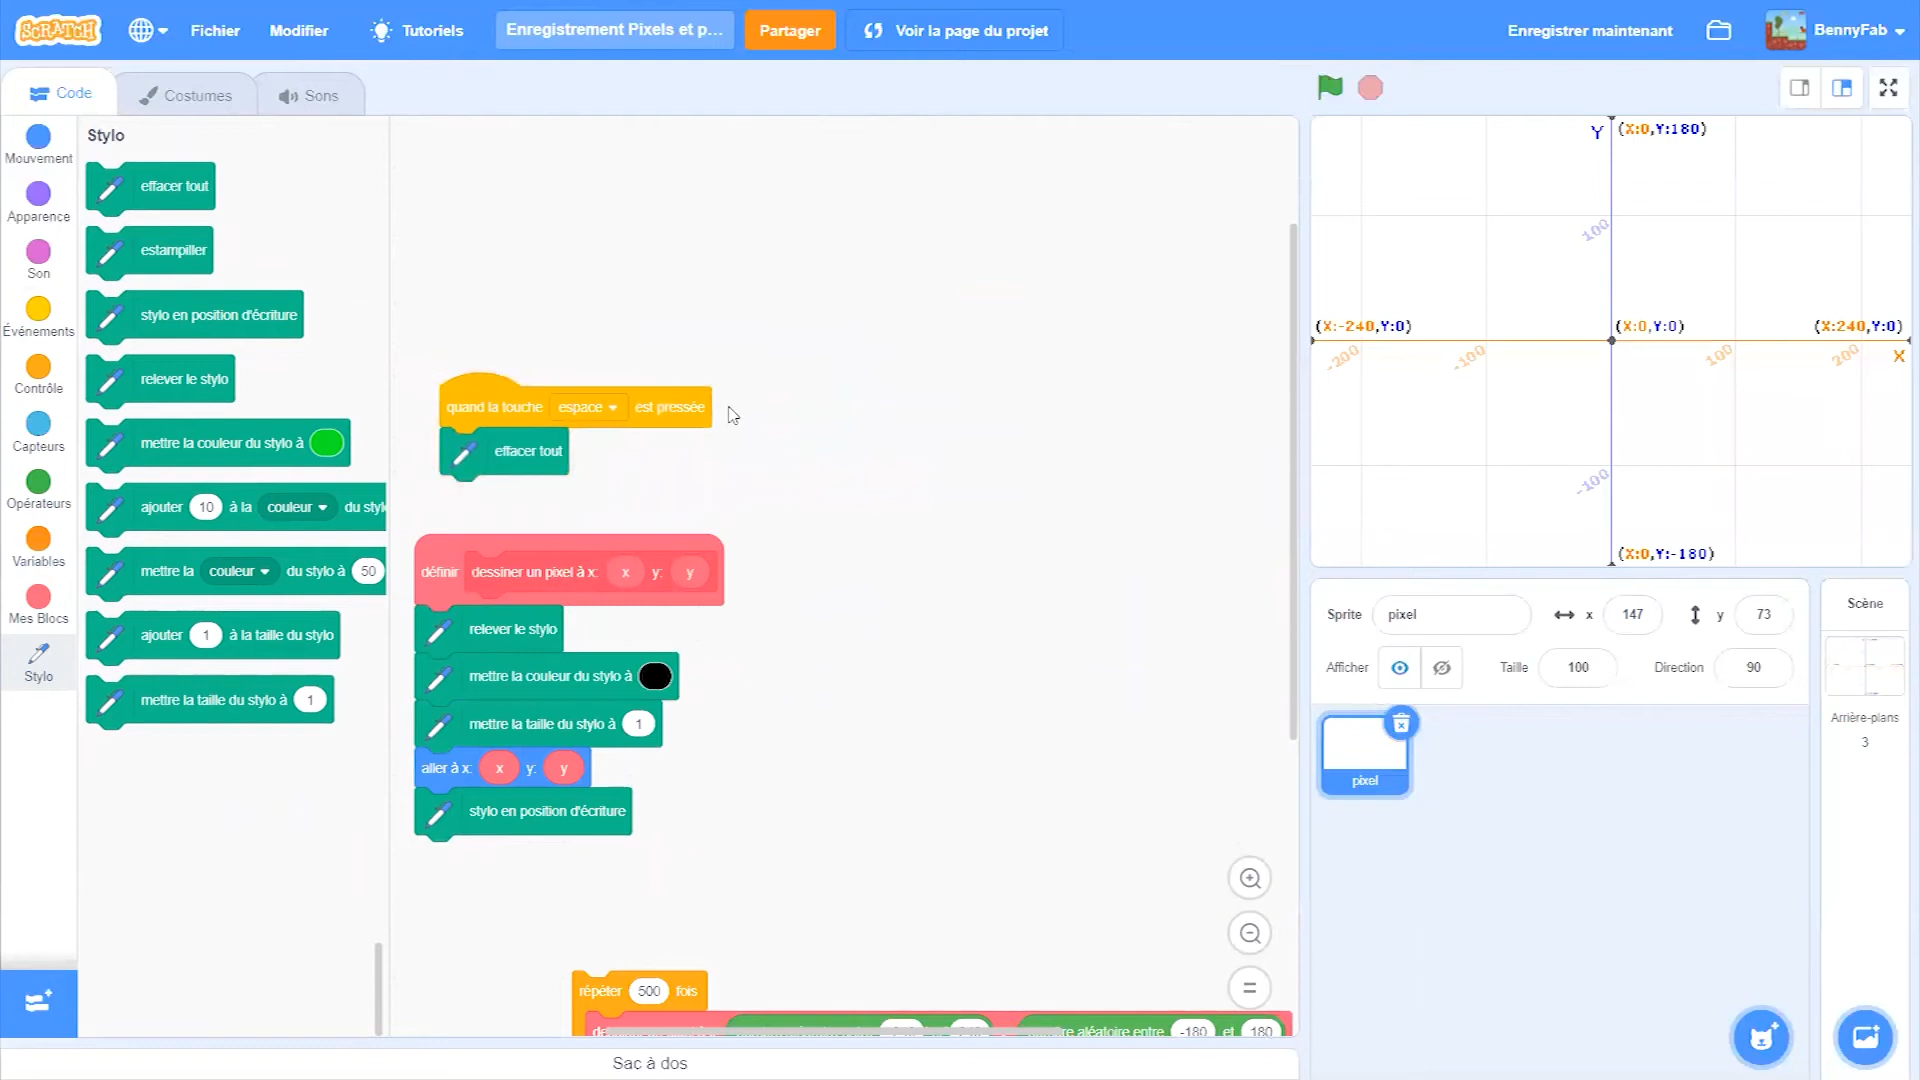 SCRATCH
Fichier
Modifier
Tutoriels
Enregistrement Pixels et p...
Partager
Voir la page du projet
Enregistrer maintenant
BennyFab
Code
Costumes
Sons
Mouvement
Apparence
Son
Événements
Contrôle
Capteurs
Opérateurs
Variables
Mes Blocs
Stylo
Stylo
effacer tout
estampiller
stylo en position d'écriture
relever le stylo
mettre la couleur du stylo à
ajouter 10 à la couleur du styl
mettre la couleur du stylo à 50
ajouter 1 à la taille du stylo
mettre la taille du stylo à 1
quand la touche espace est pressée
effacer tout
définir dessiner un pixel à x: x y: y
relever le stylo
mettre la couleur du stylo à
mettre la taille du stylo à 1
aller à x: x y: y
stylo en position d'écriture
répéter 500 fois
aléatoire entre -180 et 180
Sac à dos
Y (X:0,Y:180)
100
(X:-240,Y:0) (X:0,Y:0) (X:240,Y:0)
-200 -100 100 200 X
-100
(X:0,Y:-180)
Sprite pixel x 147 y 73
Afficher Taille 100 Direction 90
pixel
Scène
Arrière-plans
3